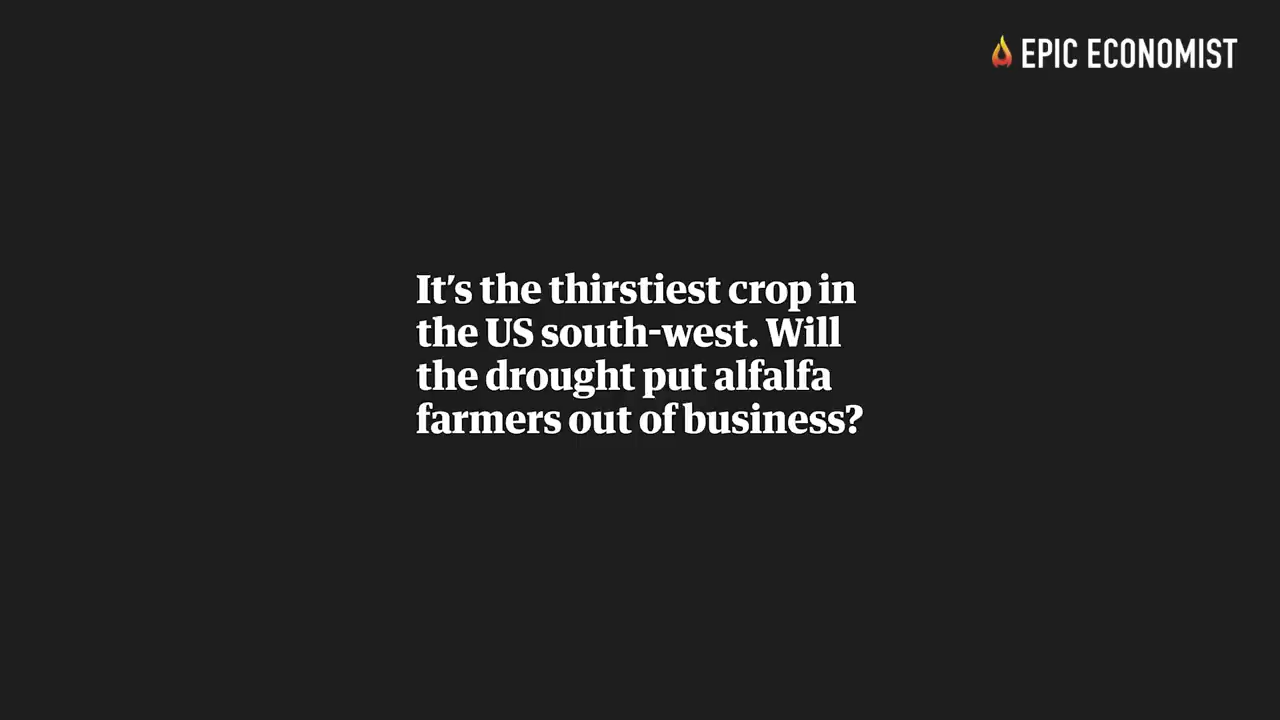 EPIC ECONOMIST
It's the thirstiest crop in
the US south-west. Will
the drought put alfalfa
farmers out of business?